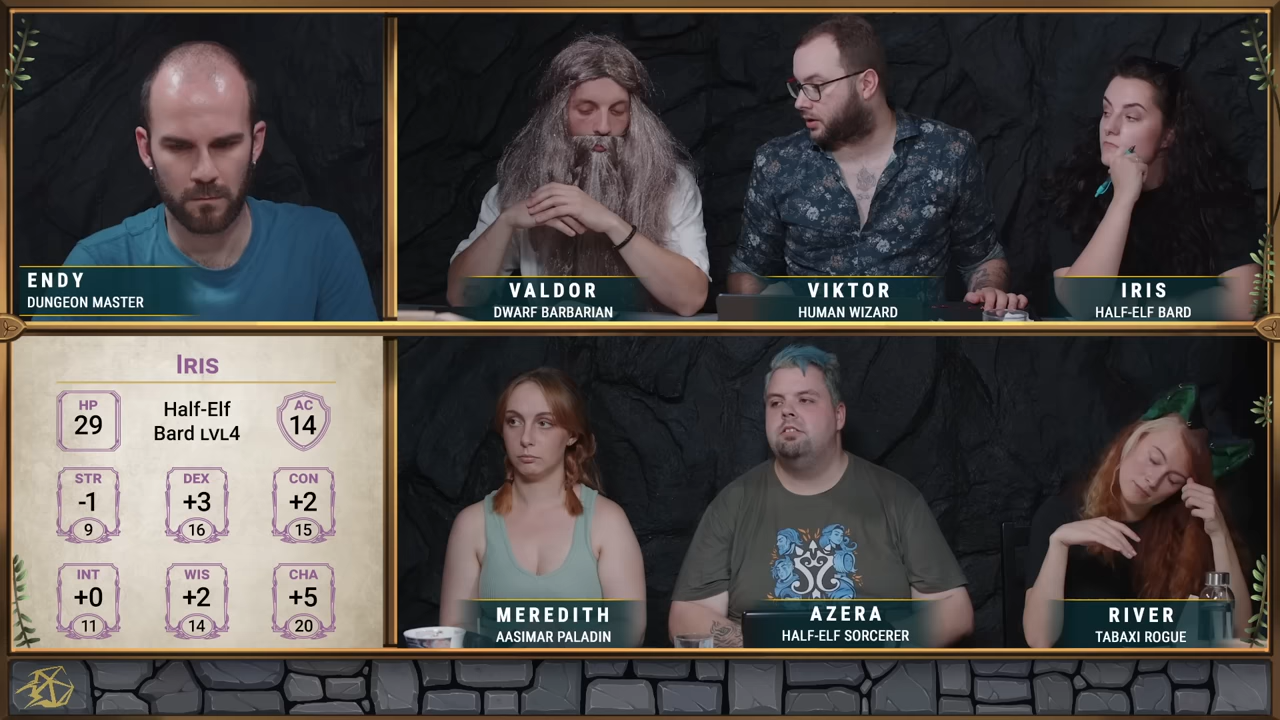 ENDY
DUNGEON MASTER
VALDOR
DWARF BARBARIAN
VIKTOR
HUMAN WIZARD
IRIS
HALF-ELF BARD
IRIS
HP
29
Half-Elf
Bard LVL4
AC
14
STR
-1
9
DEX
+3
16
CON
+2
15
INT
+0
11
WIS
+2
14
CHA
+5
20
MEREDITH
AASIMAR PALADIN
AZERA
HALF-ELF SORCERER
RIVER
TABAXI ROGUE